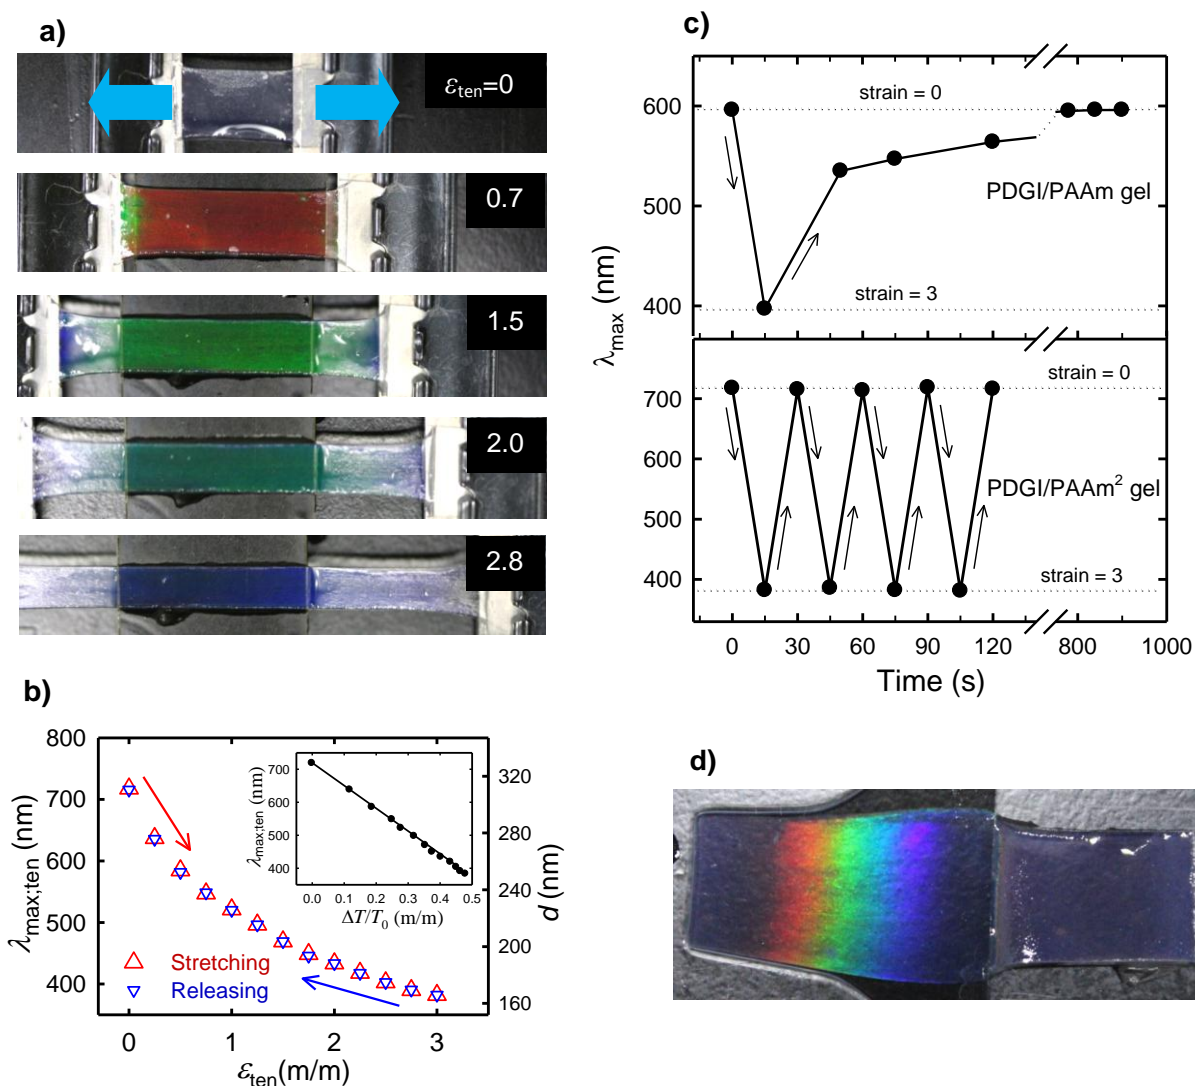 a)
εten=0
0.7
1.5
2.0
2.8
b)
800
700
600
500
400
λmax;ten (nm)
0 1 2 3
εten(m/m)
320
280
240
200
160
d (nm)
Stretching
Releasing
700
600
500
400
300
λmax;ten (nm)
0.0 0.1 0.2 0.3 0.4 0.5
ΔT/T0 (m/m)
c)
600
500
400
strain = 0
PDGI/PAAm gel
strain = 3
λmax (nm)
700
600
500
400
strain = 0
PDGI/PAAm² gel
strain = 3
0 30 60 90 120 800 1000
Time (s)
d)